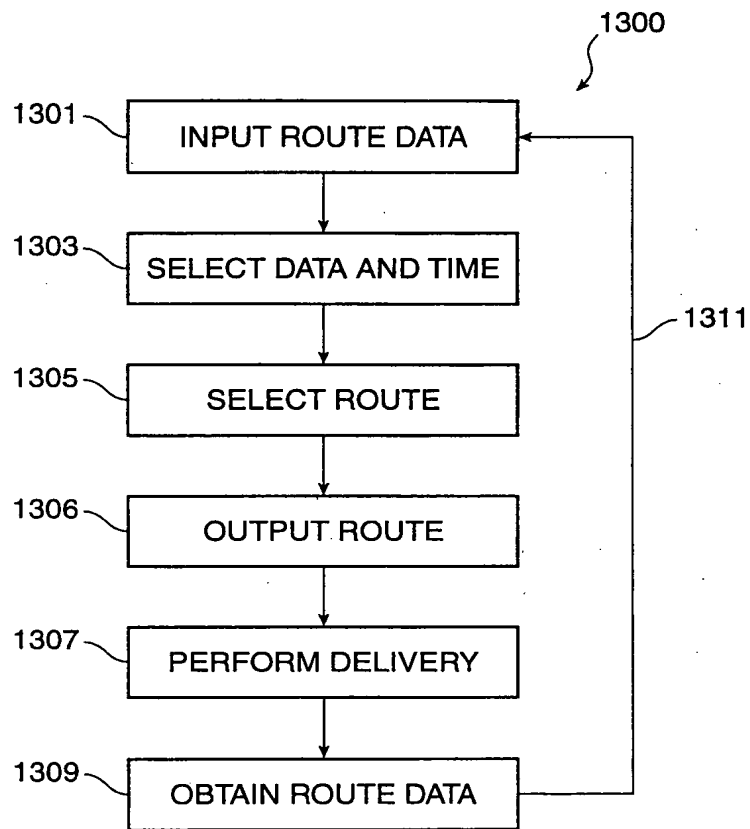 1300
1301
INPUT ROUTE DATA
1303
SELECT DATA AND TIME
1311
1305
SELECT ROUTE
1306
OUTPUT ROUTE
1307
PERFORM DELIVERY
1309
OBTAIN ROUTE DATA